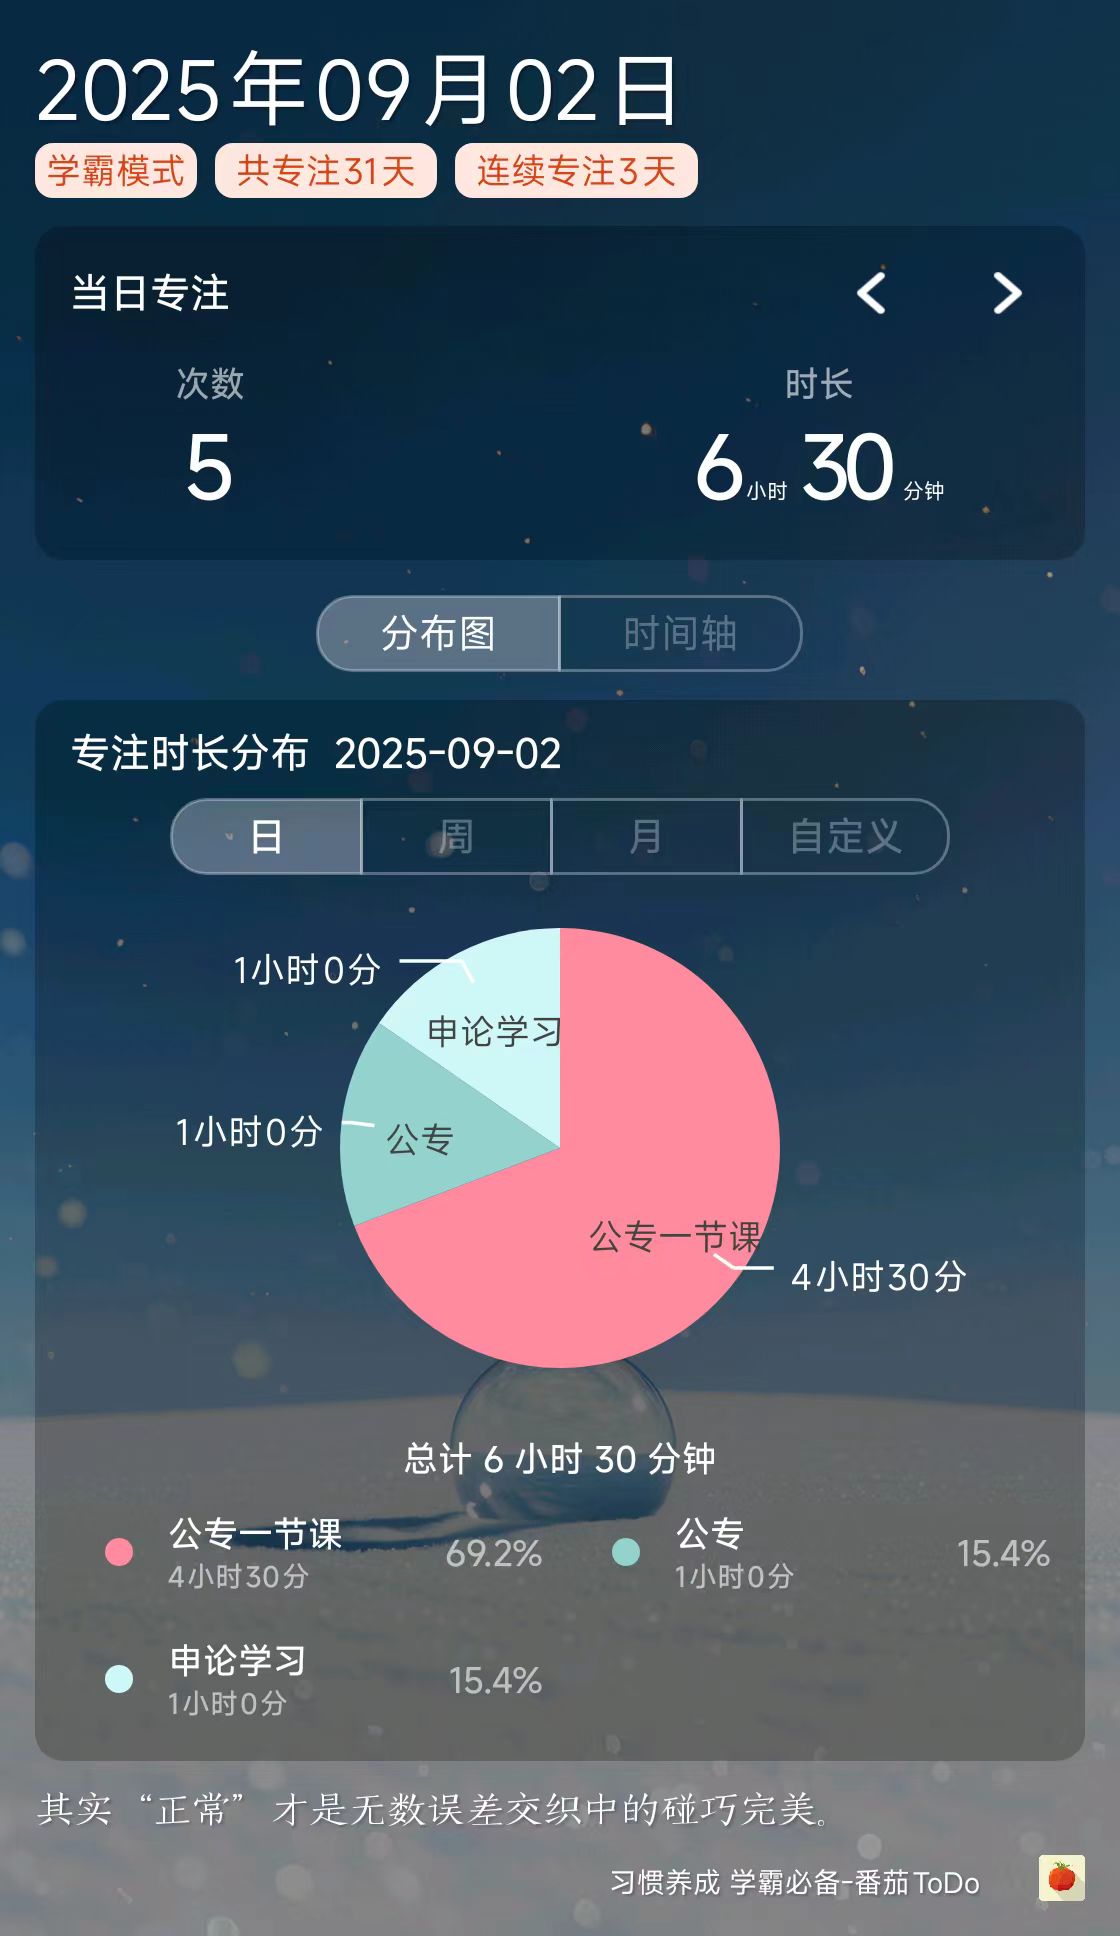 2025年09月02日
学霸模式 共专注31天 连续专注3天
当日专注
次数 时长
5 6小时30分钟
分布图 时间轴
专注时长分布 2025-09-02
日 周 月 自定义
1小时0分
申论学习
1小时0分 公专
公专一节课
4小时30分
总计 6 小时 30 分钟
公专一节课 69.2% 公专 15.4%
4小时30分 1小时0分
申论学习 15.4%
1小时0分
其实“正常”才是无数误差交织中的碰巧完美。
习惯养成 学霸必备-番茄ToDo